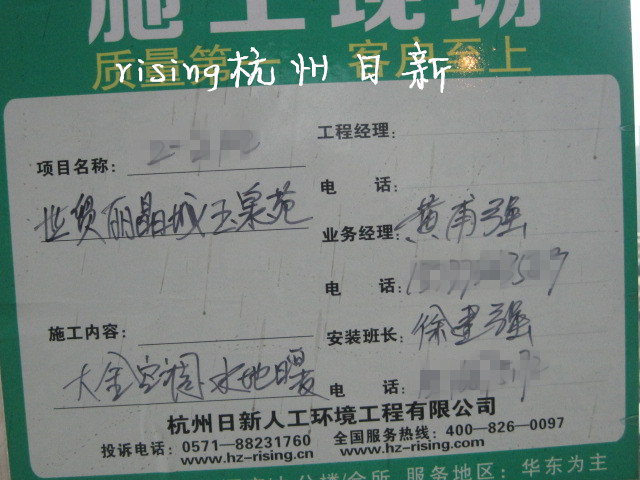 施工现场
质量第一 客户至上
rising杭州日新
项目名称:
世贸丽晶城玉泉苑
施工内容:
大金空调 水地暖
工程经理:
电 话:
业务经理: 黄甫强
电 话:
安装班长: 徐建强
电 话:
杭州日新人工环境工程有限公司
投诉电话: 0571-88231760 全国服务热线: 400-826-0097
www.hz-rising.cn www.hz-rising.com
服务地区: 华东为主